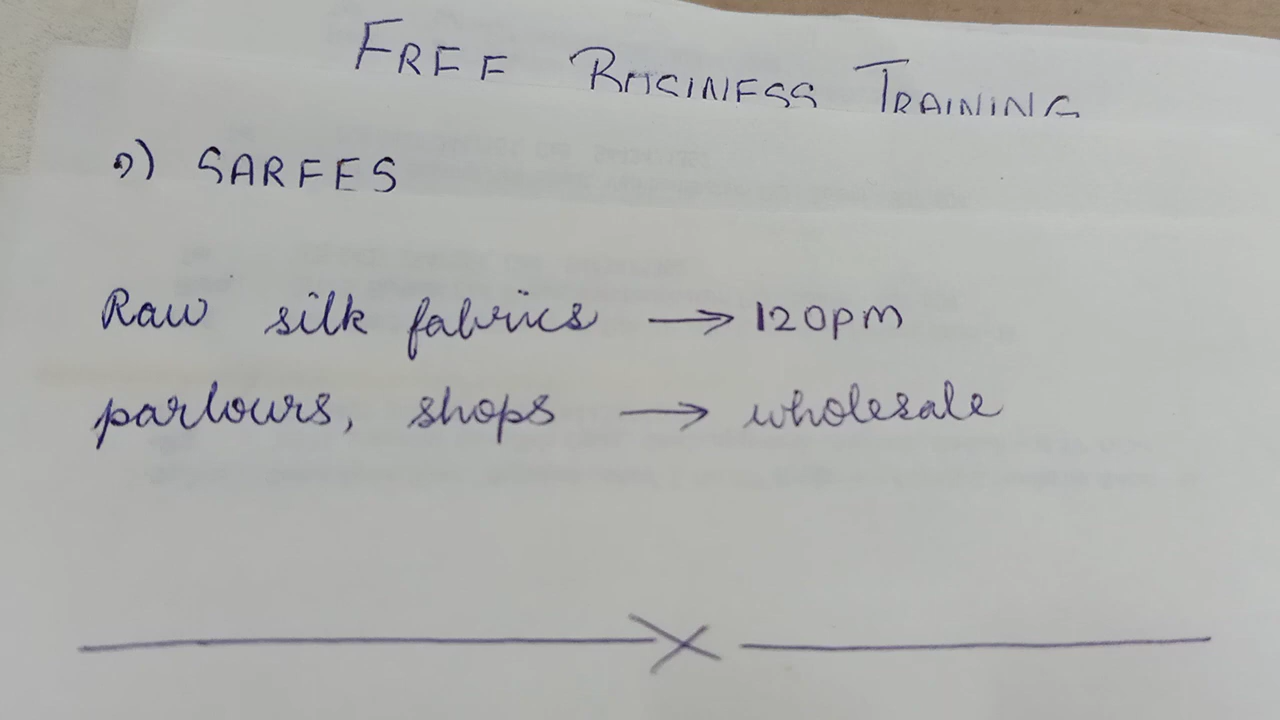 FREE BUSINESS TRAINING
2) SAREES
Raw silk fabrics → 120pm
parlours, shops → wholesale